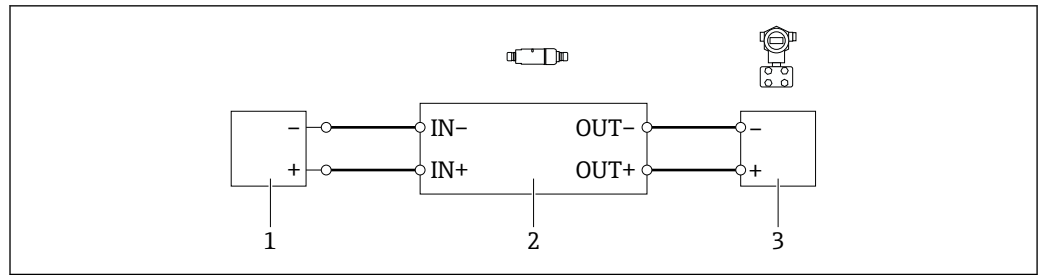 − IN− OUT− −
+ IN+ OUT+ +
1 2 3